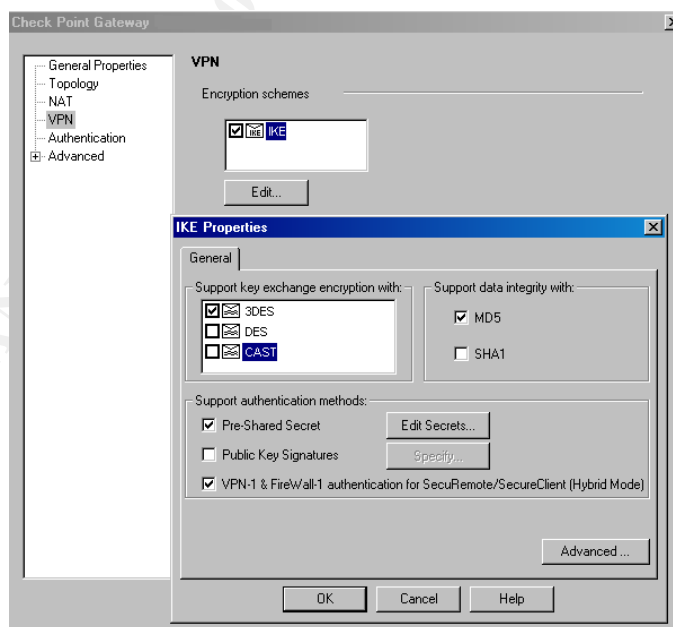 Check Point Gateway
General Properties
Topology
NAT
VPN
Authentication
Advanced
VPN
Encryption schemes
IKE IKE
Edit...
IKE Properties
General
Support key exchange encryption with:
3DES
DES
CAST
Support data integrity with:
MD5
SHA1
Support authentication methods:
Pre-Shared Secret Edit Secrets...
Public Key Signatures Specify...
VPN-1 & FireWall-1 authentication for SecuRemote/SecureClient (Hybrid Mode)
Advanced ...
OK Cancel Help